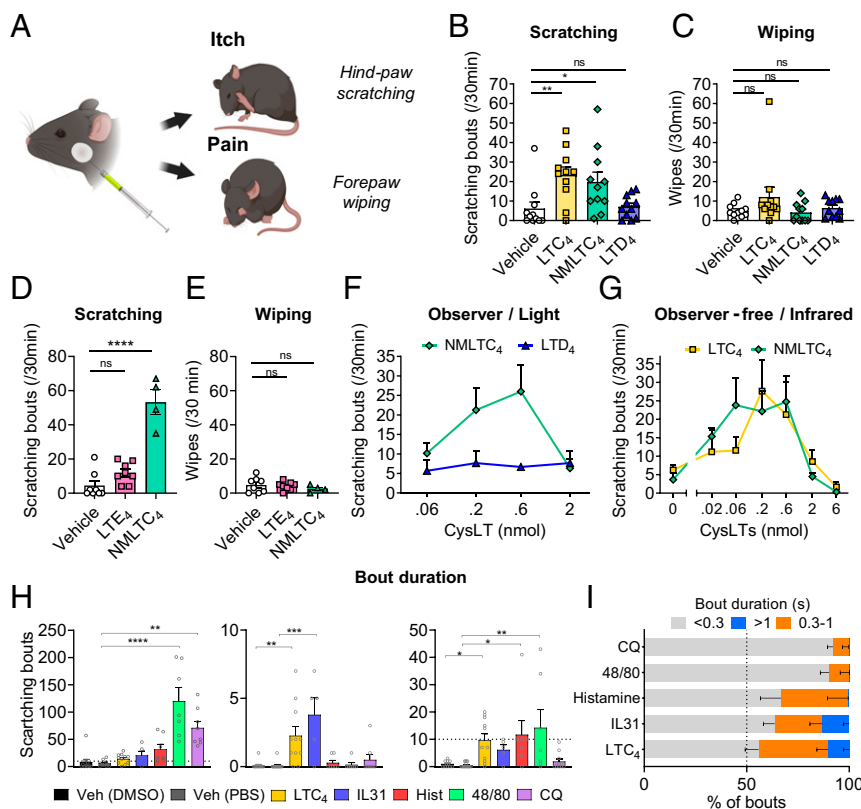 A
Itch
Hind-paw
scratching
Pain
Forepaw
wiping
B
Scratching
ns
*
**
Scratching bouts (/30min)
70
60
50
40
30
20
10
0
Vehicle
LTC4
NMLTC4
LTD4
C
Wiping
ns
ns
ns
Wipes (/30min)
70
60
50
40
30
20
10
0
Vehicle
LTC4
NMLTC4
LTD4
D
Scratching
****
ns
Scratching bouts (/30min)
80
60
40
20
0
Vehicle
LTE4
NMLTC4
E
Wiping
ns
ns
Wipes (/30 min)
80
60
40
20
0
Vehicle
LTE4
NMLTC4
F
Observer / Light
NMLTC4 LTD4
Scratching bouts (/30min)
35
30
25
20
15
10
5
0
.06 .2 .6 2
CysLT (nmol)
G
Observer-free / Infrared
LTC4
NMLTC4
Scratching bouts (/30min)
35
30
25
20
15
10
5
0
0 .02 .06 .2 .6 2 6
CysLTs (nmol)
Bout duration
H
Scartching bouts
250
200
150
100
50
0
**
****
10
5
0
***
**
50
40
30
20
10
0
**
*
*
Veh (DMSO) Veh (PBS) LTC4 IL31 Hist 48/80 CQ
I
Bout duration (s)
<0.3 >1 0.3-1
CQ
48/80
Histamine
IL31
LTC4
0 50 100
% of bouts